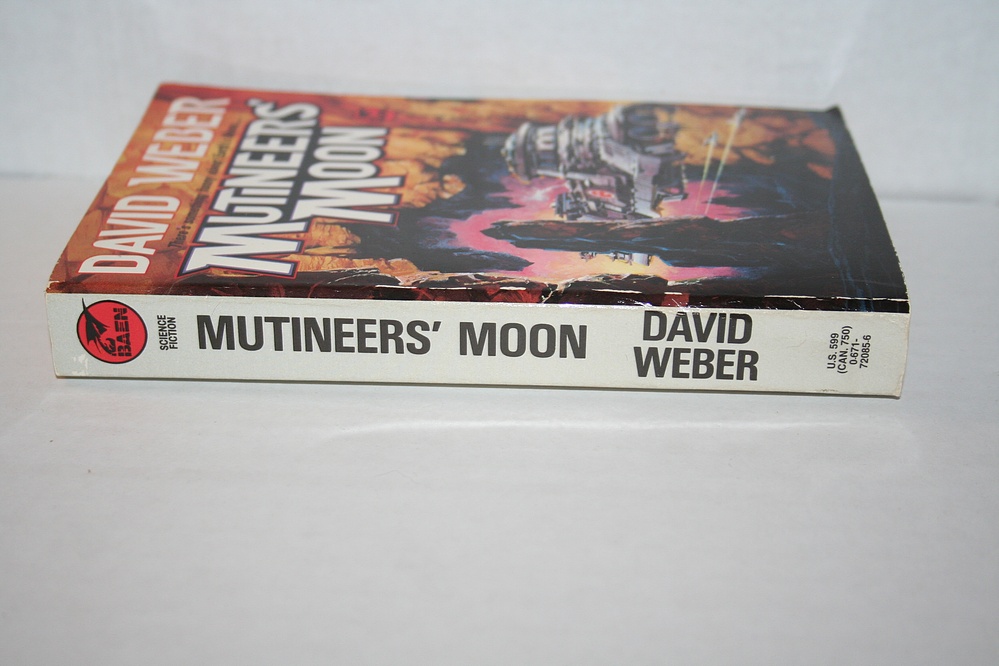 DAVID WEBER
MUTINEERS'
MOON
BAEN
SCIENCE
FICTION
MUTINEERS' MOON
DAVID
WEBER
U.S. 599
(CAN. 750)
0-671-
72085-6